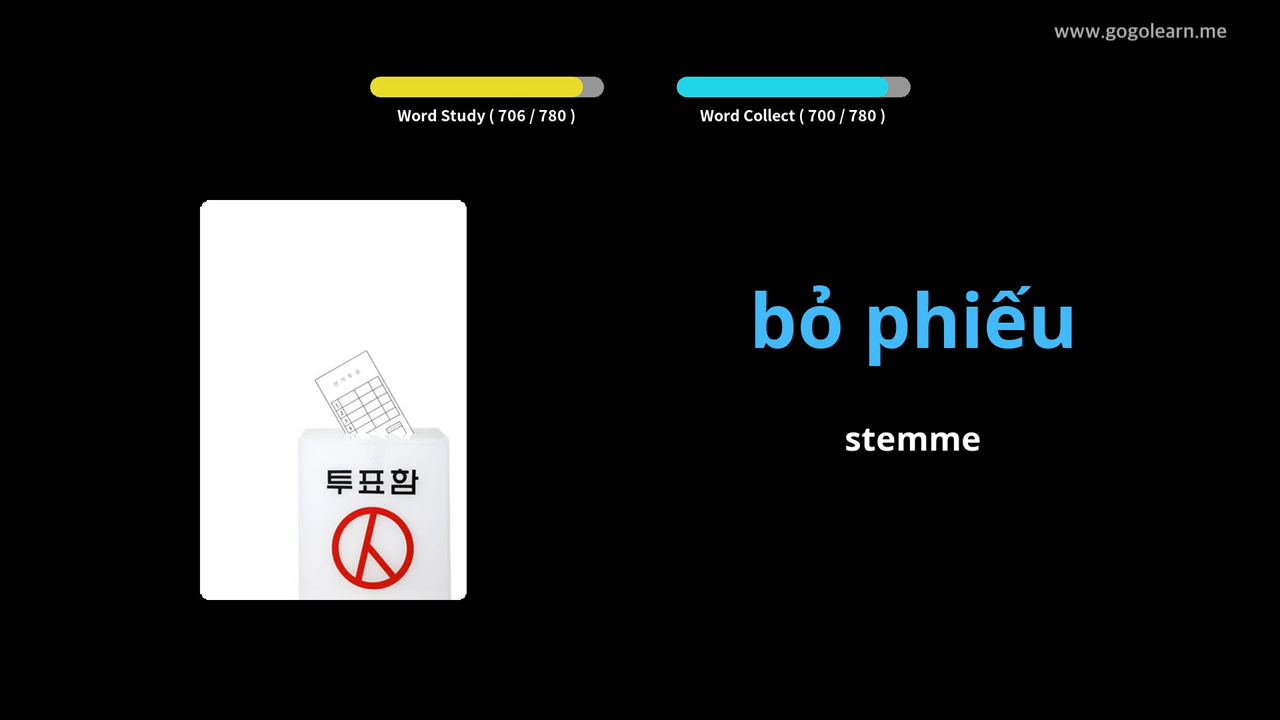 www.gogolearn.me
Word Study ( 706 / 780 )
Word Collect ( 700 / 780 )
bỏ phiếu
stemme
투표함